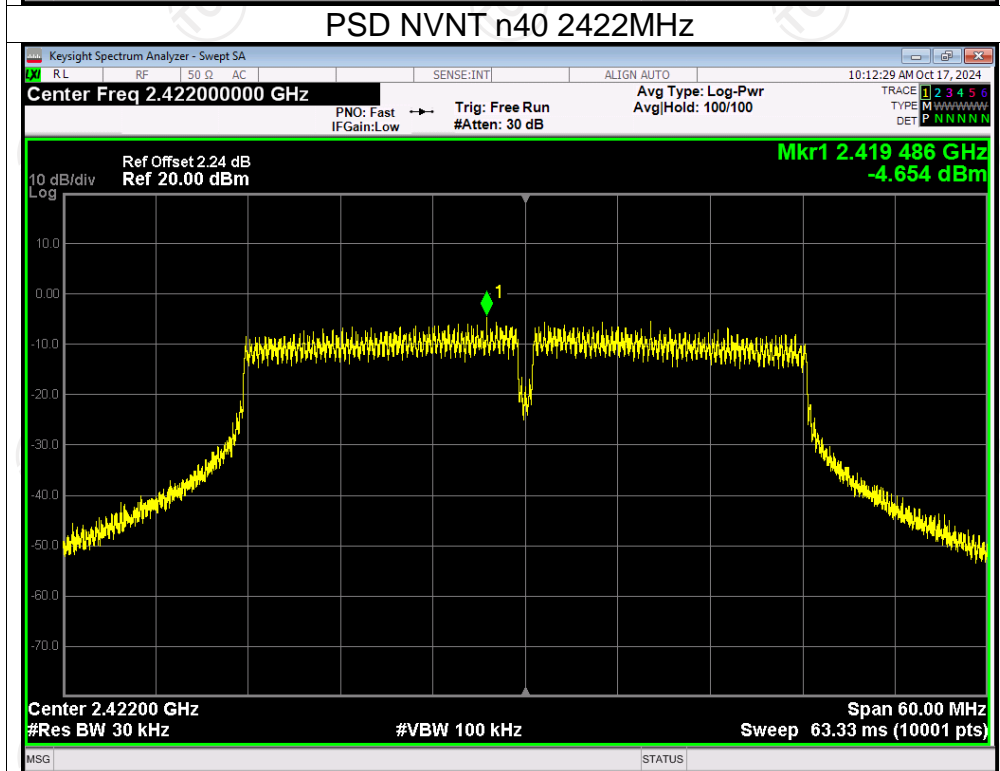 PSD NVNT n40 2422MHz
Keysight Spectrum Analyzer - Swept SA
LXI RL RF 50 Ω AC SENSE:INT ALIGN AUTO 10:12:29 AM Oct 17, 2024
Center Freq 2.422000000 GHz Avg Type: Log-Pwr TRACE 1 2 3 4 5 6
PNO: Fast Trig: Free Run Avg|Hold: 100/100 TYPE M WWWWW
IFGain:Low #Atten: 30 dB DET P N N N N N
Mkr1 2.419 486 GHz
-4.654 dBm
Ref Offset 2.24 dB
10 dB/div Ref 20.00 dBm
Log
10.0
0.00
1
-10.0
-20.0
-30.0
-40.0
-50.0
-60.0
-70.0
Center 2.42200 GHz Span 60.00 MHz
#Res BW 30 kHz #VBW 100 kHz Sweep 63.33 ms (10001 pts)
MSG STATUS